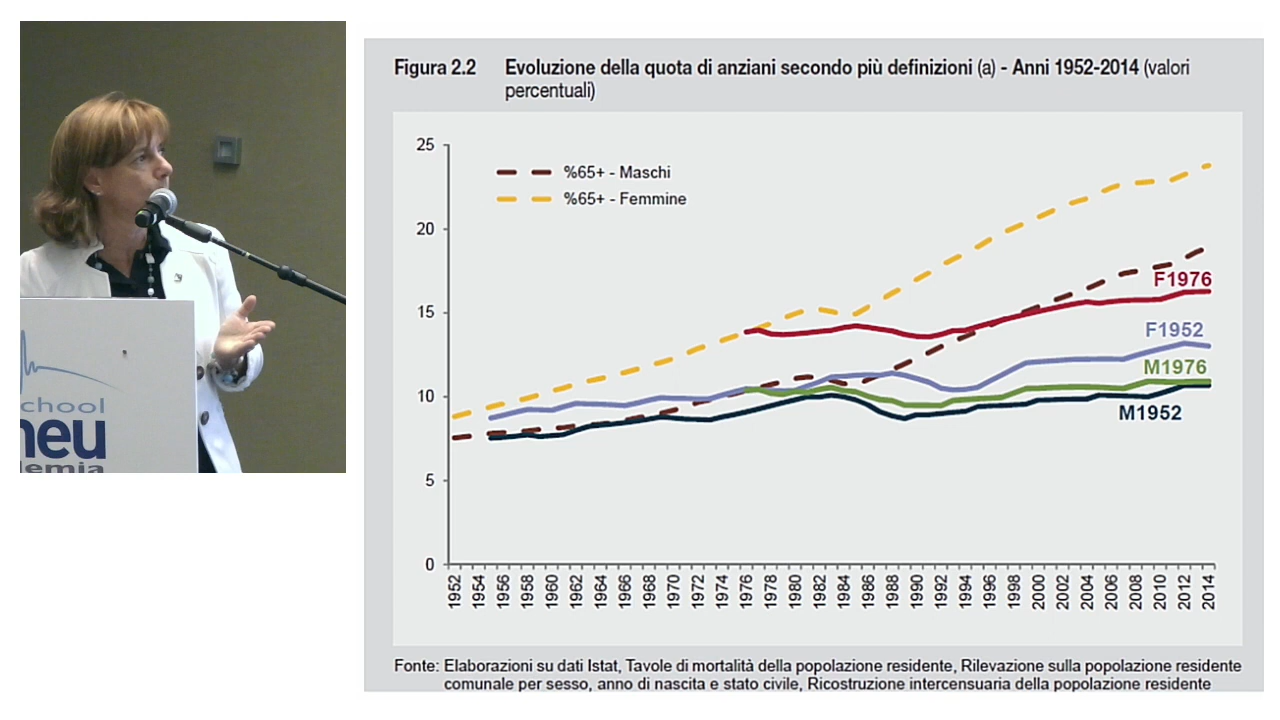 chool
neu
demia
Figura 2.2 Evoluzione della quota di anziani secondo più definizioni (a) - Anni 1952-2014 (valori
percentuali)
25
%65+ - Maschi
%65+ - Femmine
20
F1976
15
F1952
M1976
10
M1952
5
0
1952 1954 1956 1958 1960 1962 1964 1966 1968 1970 1972 1974 1976 1978 1980 1982 1984 1986 1988 1990 1992 1994 1996 1998 2000 2002 2004 2006 2008 2010 2012 2014
Fonte: Elaborazioni su dati Istat, Tavole di mortalità della popolazione residente, Rilevazione sulla popolazione residente
comunale per sesso, anno di nascita e stato civile, Ricostruzione intercensuaria della popolazione residente